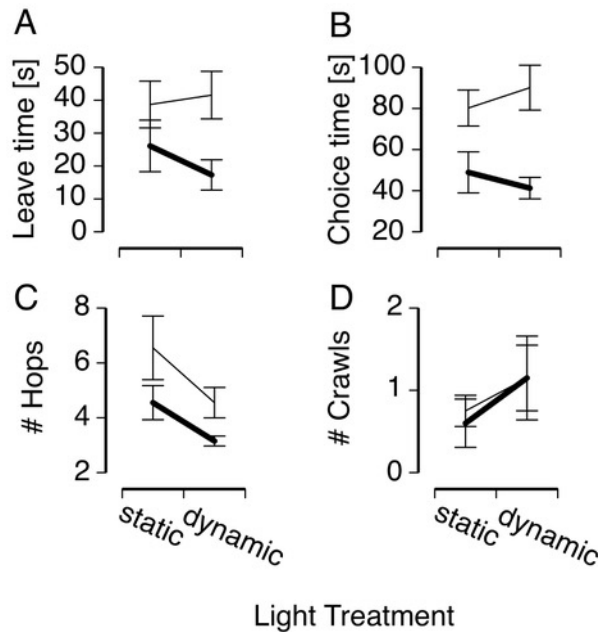 A
Leave time [s]
50
40
30
20
10
0
B
Choice time [s]
100
80
60
40
20
C
# Hops
8
6
4
2
static
dynamic
D
# Crawls
2
1
0
static
dynamic
Light Treatment